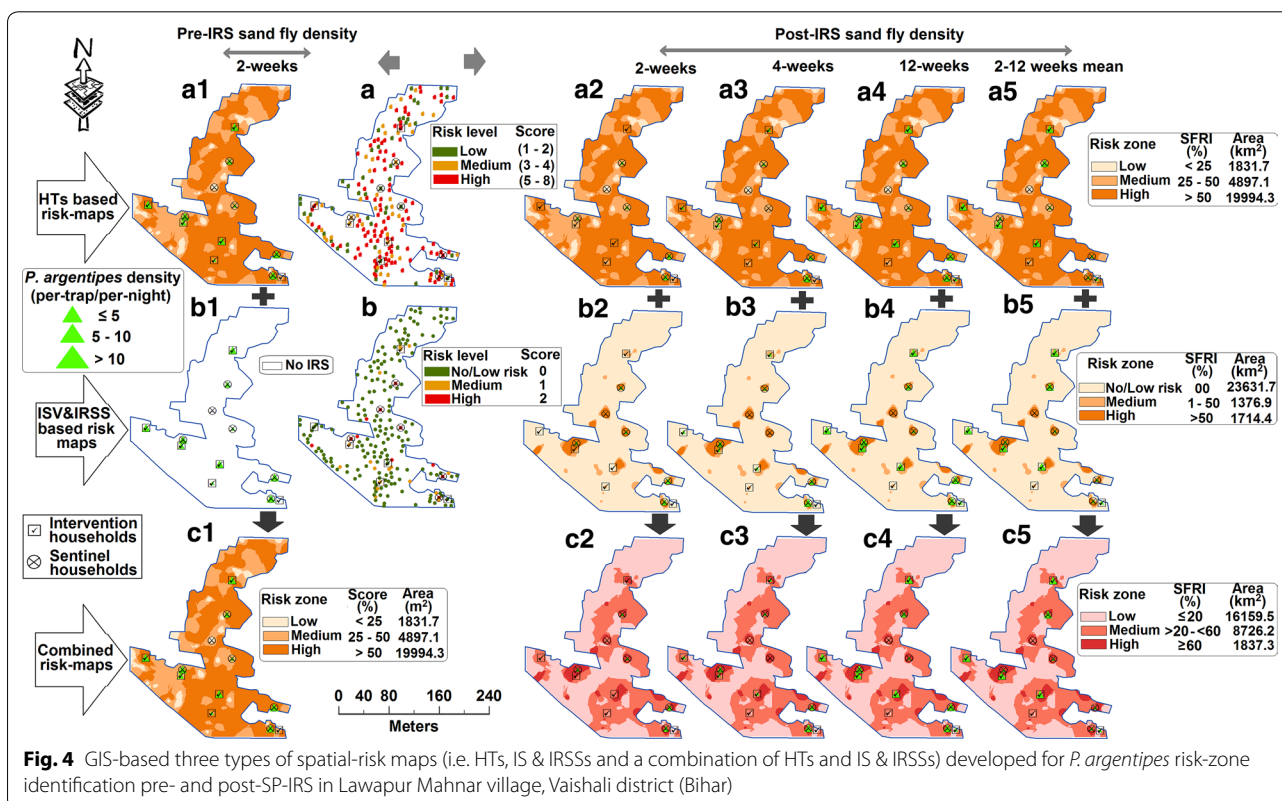 N
Pre-IRS sand fly density
Post-IRS sand fly density
2-weeks
2-weeks
4-weeks
12-weeks
2-12 weeks mean
a1
a
a2
a3
a4
a5
HTs based
risk-maps
Risk level Score
Low (1 - 2)
Medium (3 - 4)
High (5 - 8)
Risk zone SFRI (%) Area (km²)
Low < 25 1831.7
Medium 25 - 50 4897.1
High > 50 19994.3
P. argentipes density
(per-trap/per-night)
≤ 5
5 - 10
> 10
b1
b
b2
b3
b4
b5
No IRS
Risk level Score
No/Low risk 0
Medium 1
High 2
Risk zone SFRI (%) Area (km²)
No/Low risk 00 23631.7
Medium 1 - 50 1376.9
High >50 1714.4
ISV&IRSS
based risk
maps
Intervention
households
Sentinel
households
c1
c2
c3
c4
c5
Combined
risk-maps
Risk zone Score (%) Area (m²)
Low < 25 1831.7
Medium 25 - 50 4897.1
High > 50 19994.3
Risk zone SFRI (%) Area (km²)
Low ≤20 16159.5
Medium >20 -<60 8726.2
High ≥60 1837.3
0 40 80 160 240
Meters
Fig. 4 GIS-based three types of spatial-risk maps (i.e. HTs, IS & IRSSs and a combination of HTs and IS & IRSSs) developed for P. argentipes risk-zone
identification pre- and post-SP-IRS in Lawapur Mahnar village, Vaishali district (Bihar)